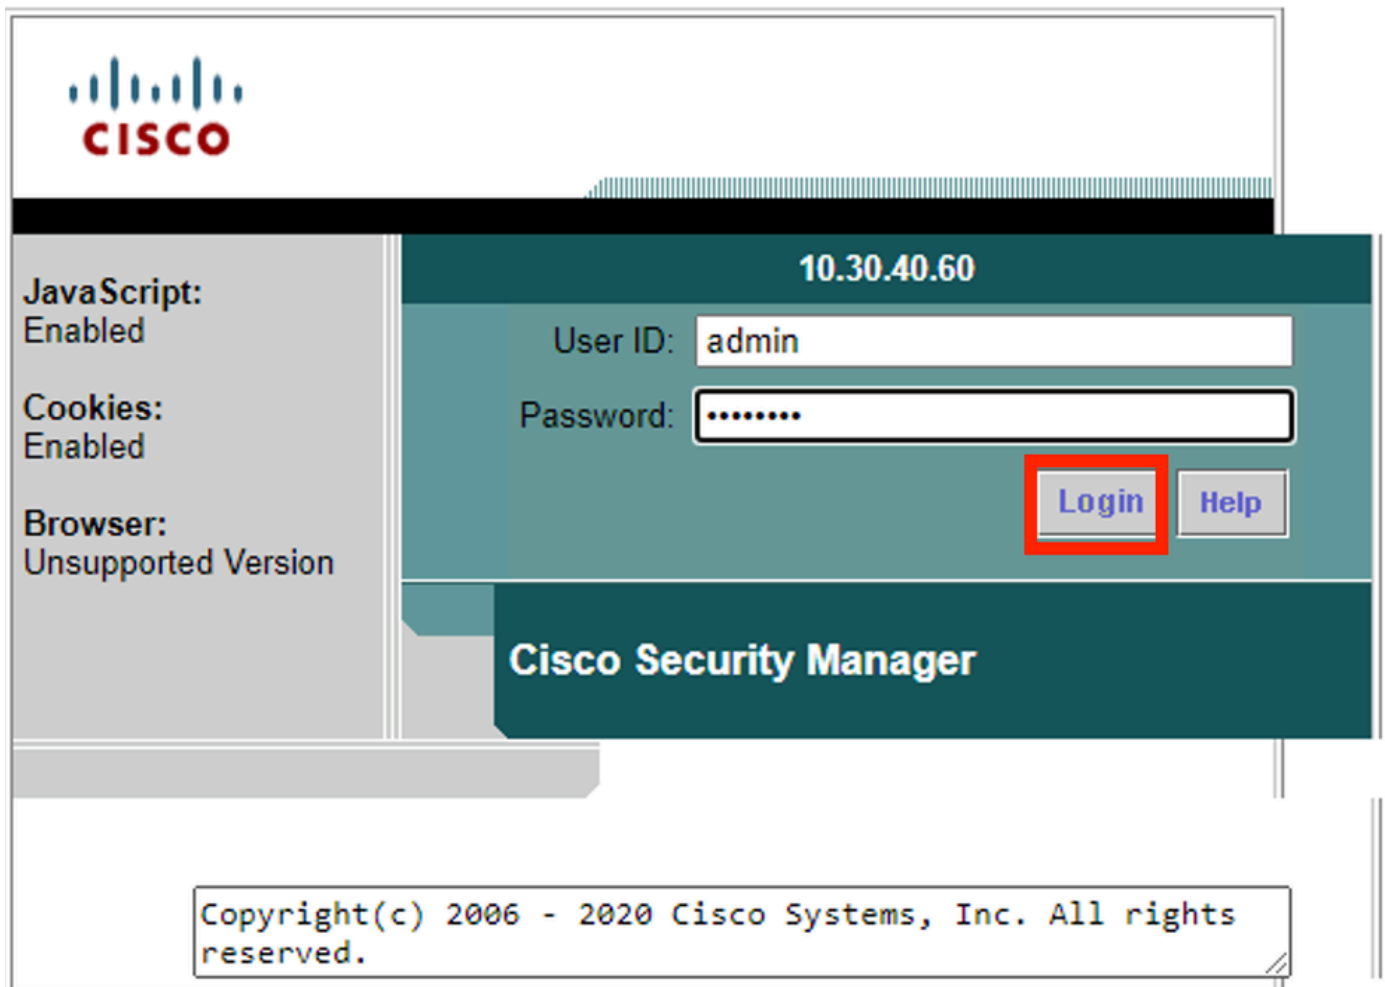 CISCO
JavaScript:
Enabled
Cookies:
Enabled
Browser:
Unsupported Version
10.30.40.60
User ID: admin
Password: ••••••••
Login Help
Cisco Security Manager
Copyright(c) 2006 - 2020 Cisco Systems, Inc. All rights
reserved.